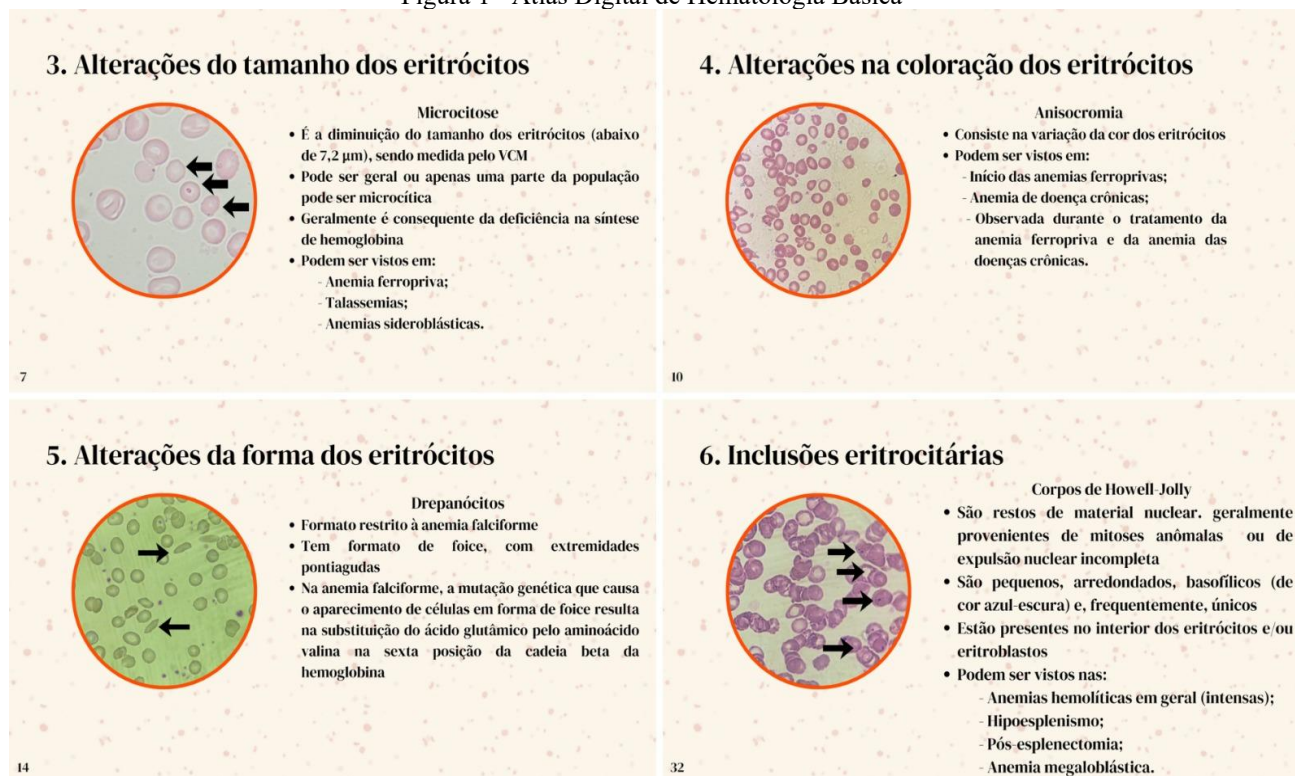 Figura 1 - Atlas Digital de Hematologia Básica
3. Alterações do tamanho dos eritrócitos
Microcitose
• É a diminuição do tamanho dos eritrócitos (abaixo
de 7,2 µm), sendo medida pelo VCM
• Pode ser geral ou apenas uma parte da população
pode ser microcítica
• Geralmente é consequente da deficiência na síntese
de hemoglobina
• Podem ser vistos em:
- Anemia ferropriva;
- Talassemias;
- Anemias sideroblásticas.
7
4. Alterações na coloração dos eritrócitos
Anisocromia
• Consiste na variação da cor dos eritrócitos
• Podem ser vistos em:
- Início das anemias ferroprivas;
- Anemia de doença crônicas;
- Observada durante o tratamento da
anemia ferropriva e da anemia das
doenças crônicas.
10
5. Alterações da forma dos eritrócitos
Drepanócitos
• Formato restrito à anemia falciforme
• Tem formato de foice, com extremidades
pontiagudas
• Na anemia falciforme, a mutação genética que causa
o aparecimento de células em forma de foice resulta
na substituição do ácido glutâmico pelo aminoácido
valina na sexta posição da cadeia beta da
hemoglobina
14
6. Inclusões eritrocitárias
Corpos de Howell-Jolly
• São restos de material nuclear. geralmente
provenientes de mitoses anômalas ou de
expulsão nuclear incompleta
• São pequenos, arredondados, basofílicos (de
cor azul-escura) e, frequentemente, únicos
• Estão presentes no interior dos eritrócitos e/ou
eritroblastos
• Podem ser vistos nas:
- Anemias hemolíticas em geral (intensas);
- Hipoesplenismo;
- Pós-esplenectomia;
- Anemia megaloblástica.
32